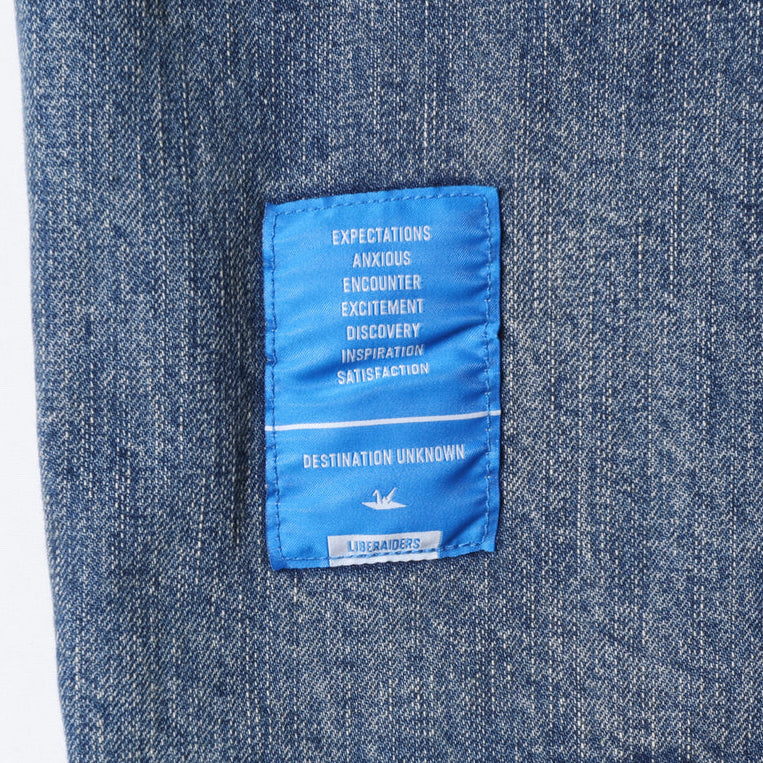 EXPECTATIONS
ANXIOUS
ENCOUNTER
EXCITEMENT
DISCOVERY
INSPIRATION
SATISFACTION
DESTINATION UNKNOWN
LIBERAIDERS